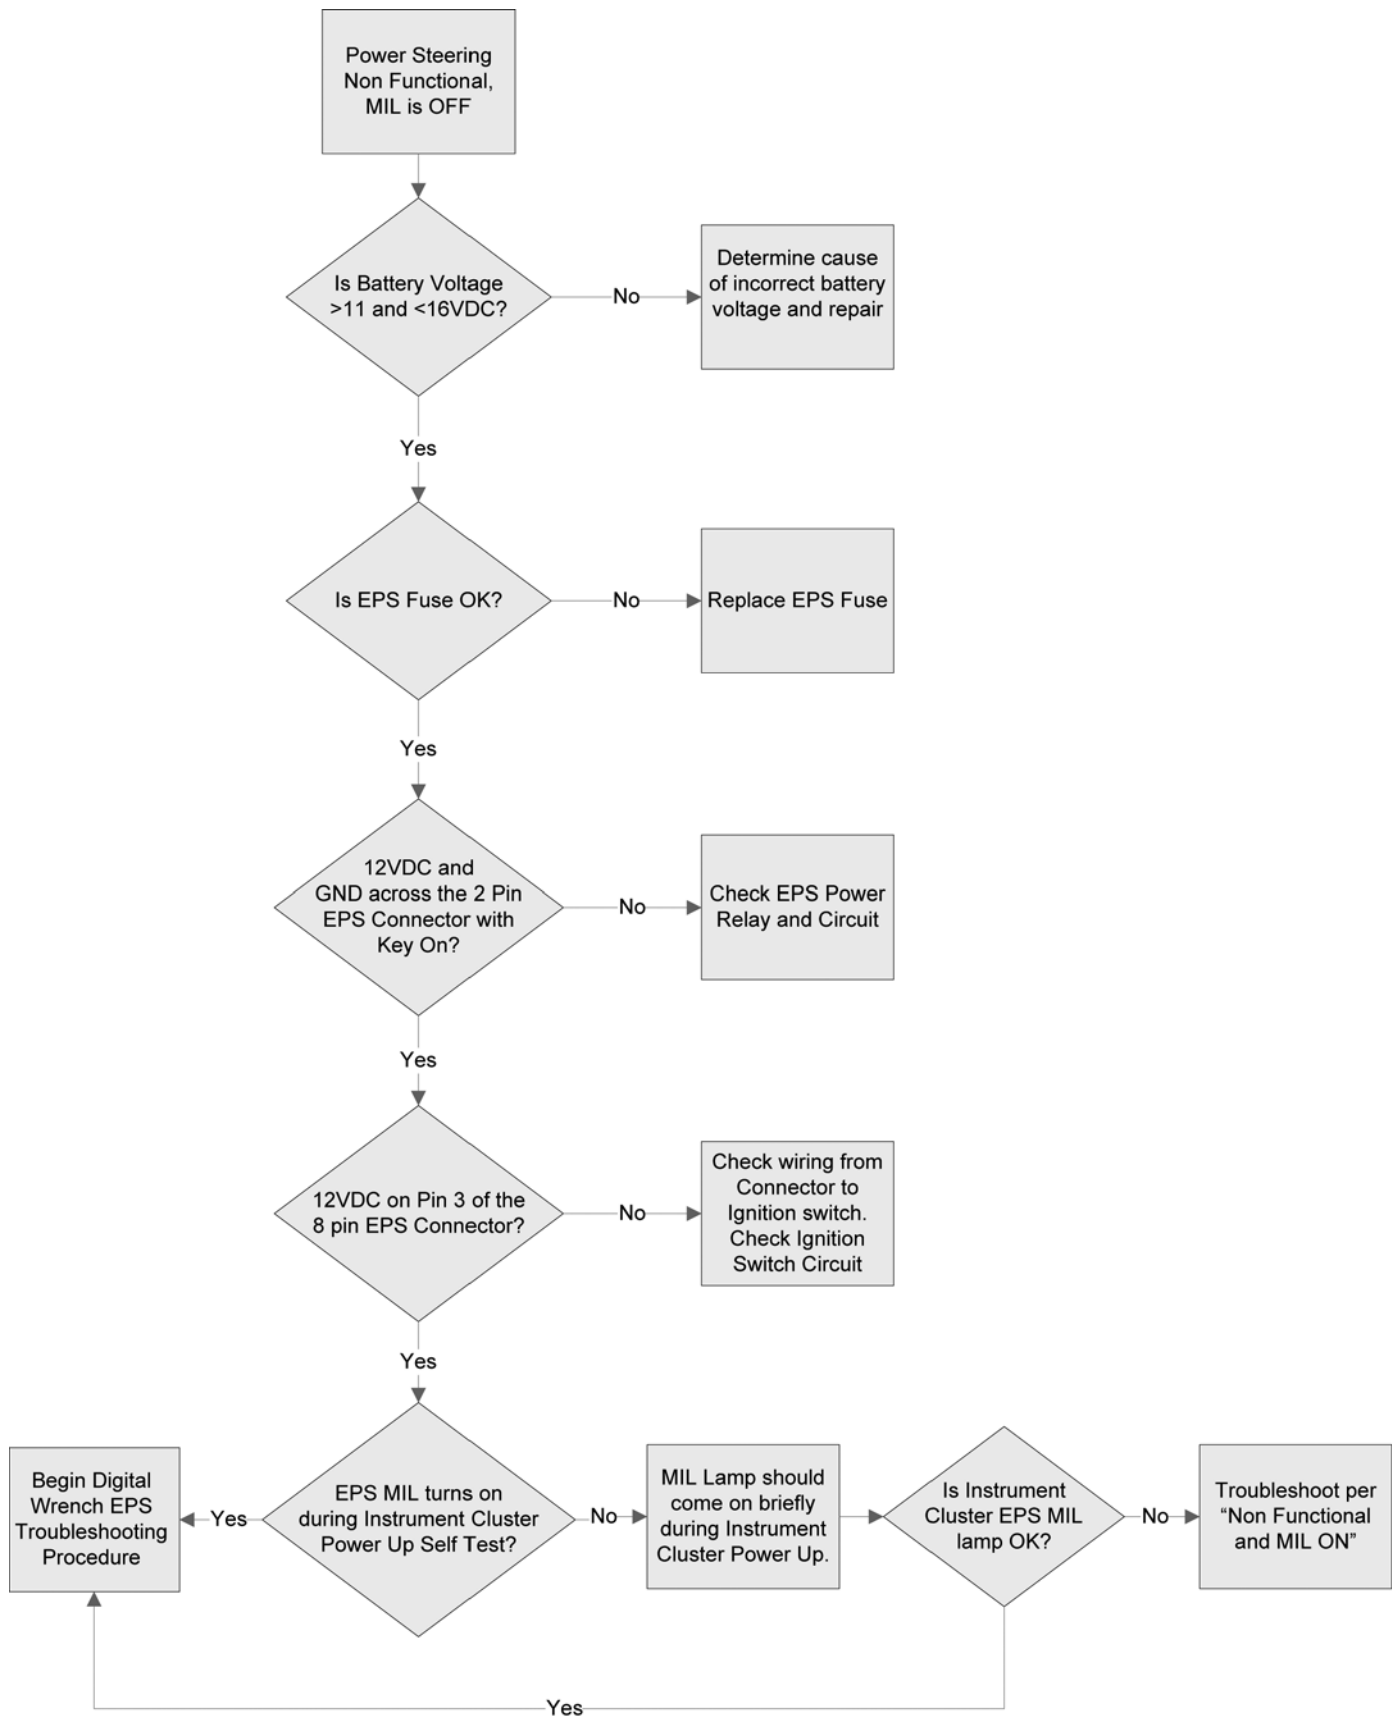 Power Steering
Non Functional,
MIL is OFF
Is Battery Voltage
>11 and <16VDC?
No
Determine cause
of incorrect battery
voltage and repair
Yes
Is EPS Fuse OK?
No
Replace EPS Fuse
Yes
12VDC and
GND across the 2 Pin
EPS Connector with
Key On?
No
Check EPS Power
Relay and Circuit
Yes
12VDC on Pin 3 of the
8 pin EPS Connector?
No
Check wiring from
Connector to
Ignition switch.
Check Ignition
Switch Circuit
Yes
Begin Digital
Wrench EPS
Troubleshooting
Procedure
Yes
EPS MIL turns on
during Instrument Cluster
Power Up Self Test?
No
MIL Lamp should
come on briefly
during Instrument
Cluster Power Up.
Is Instrument
Cluster EPS MIL
lamp OK?
No
Troubleshoot per
“Non Functional
and MIL ON”
Yes